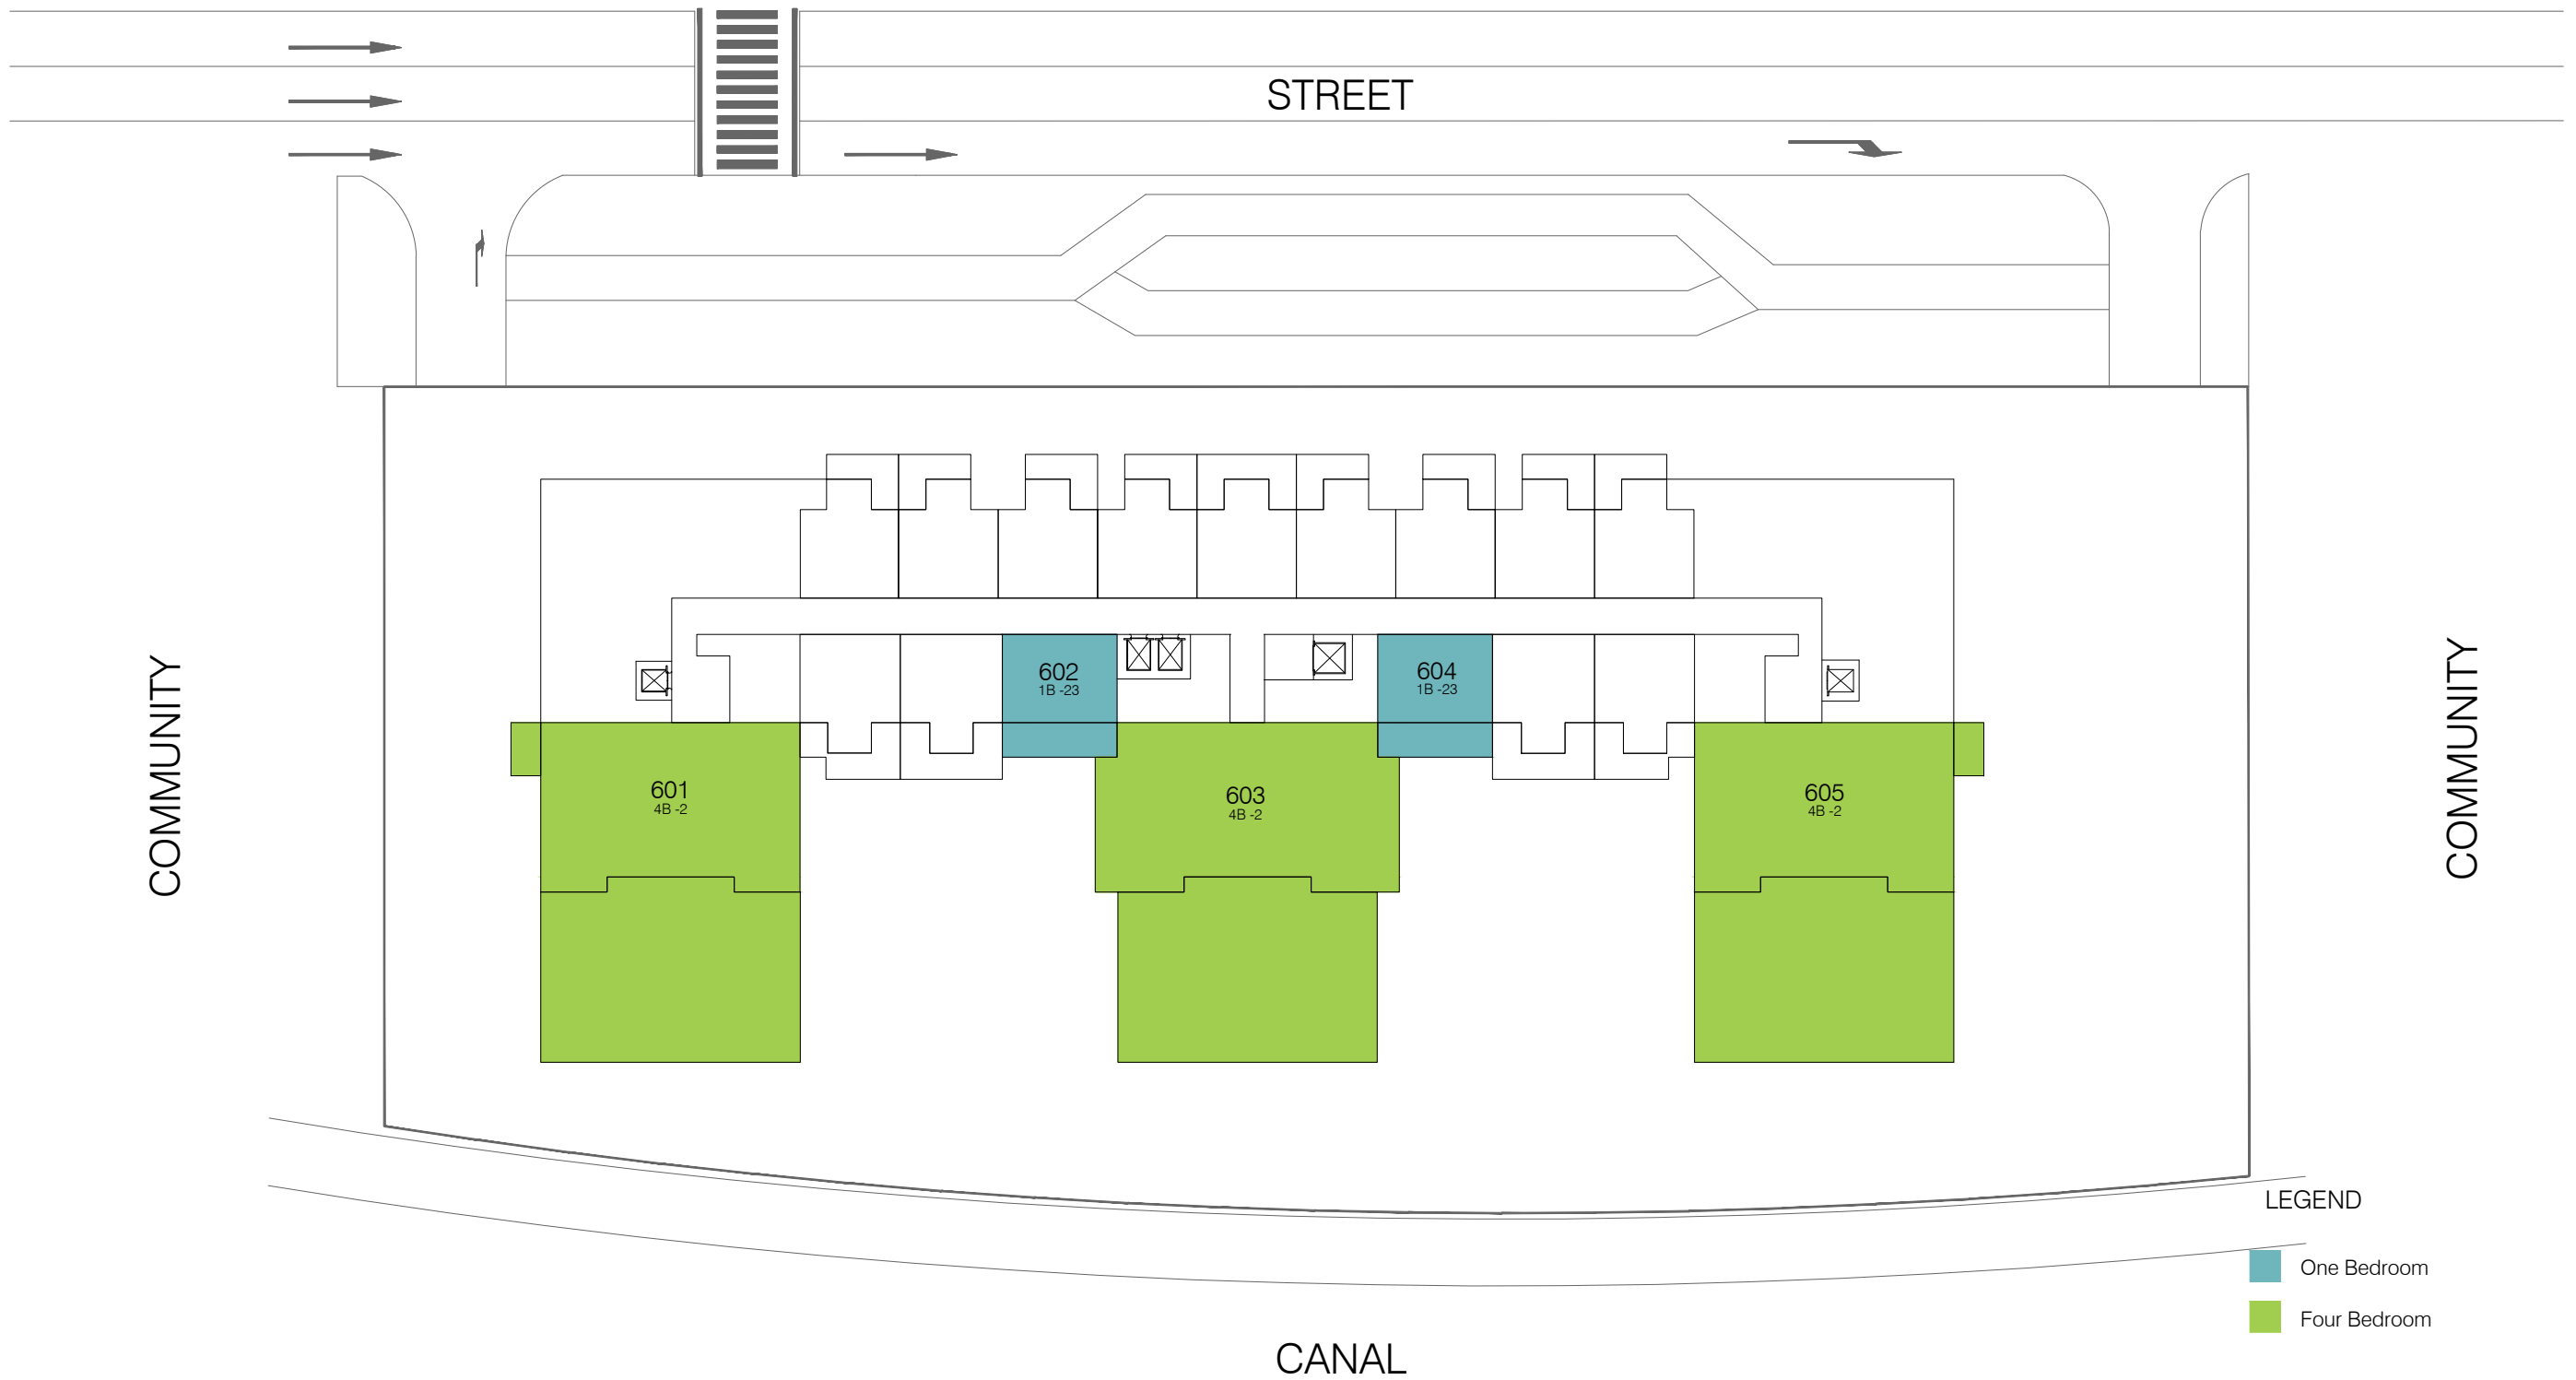 STREET
COMMUNITY
COMMUNITY
602
1B -23
604
1B -23
601
4B -2
603
4B -2
605
4B -2
LEGEND
One Bedroom
Four Bedroom
CANAL